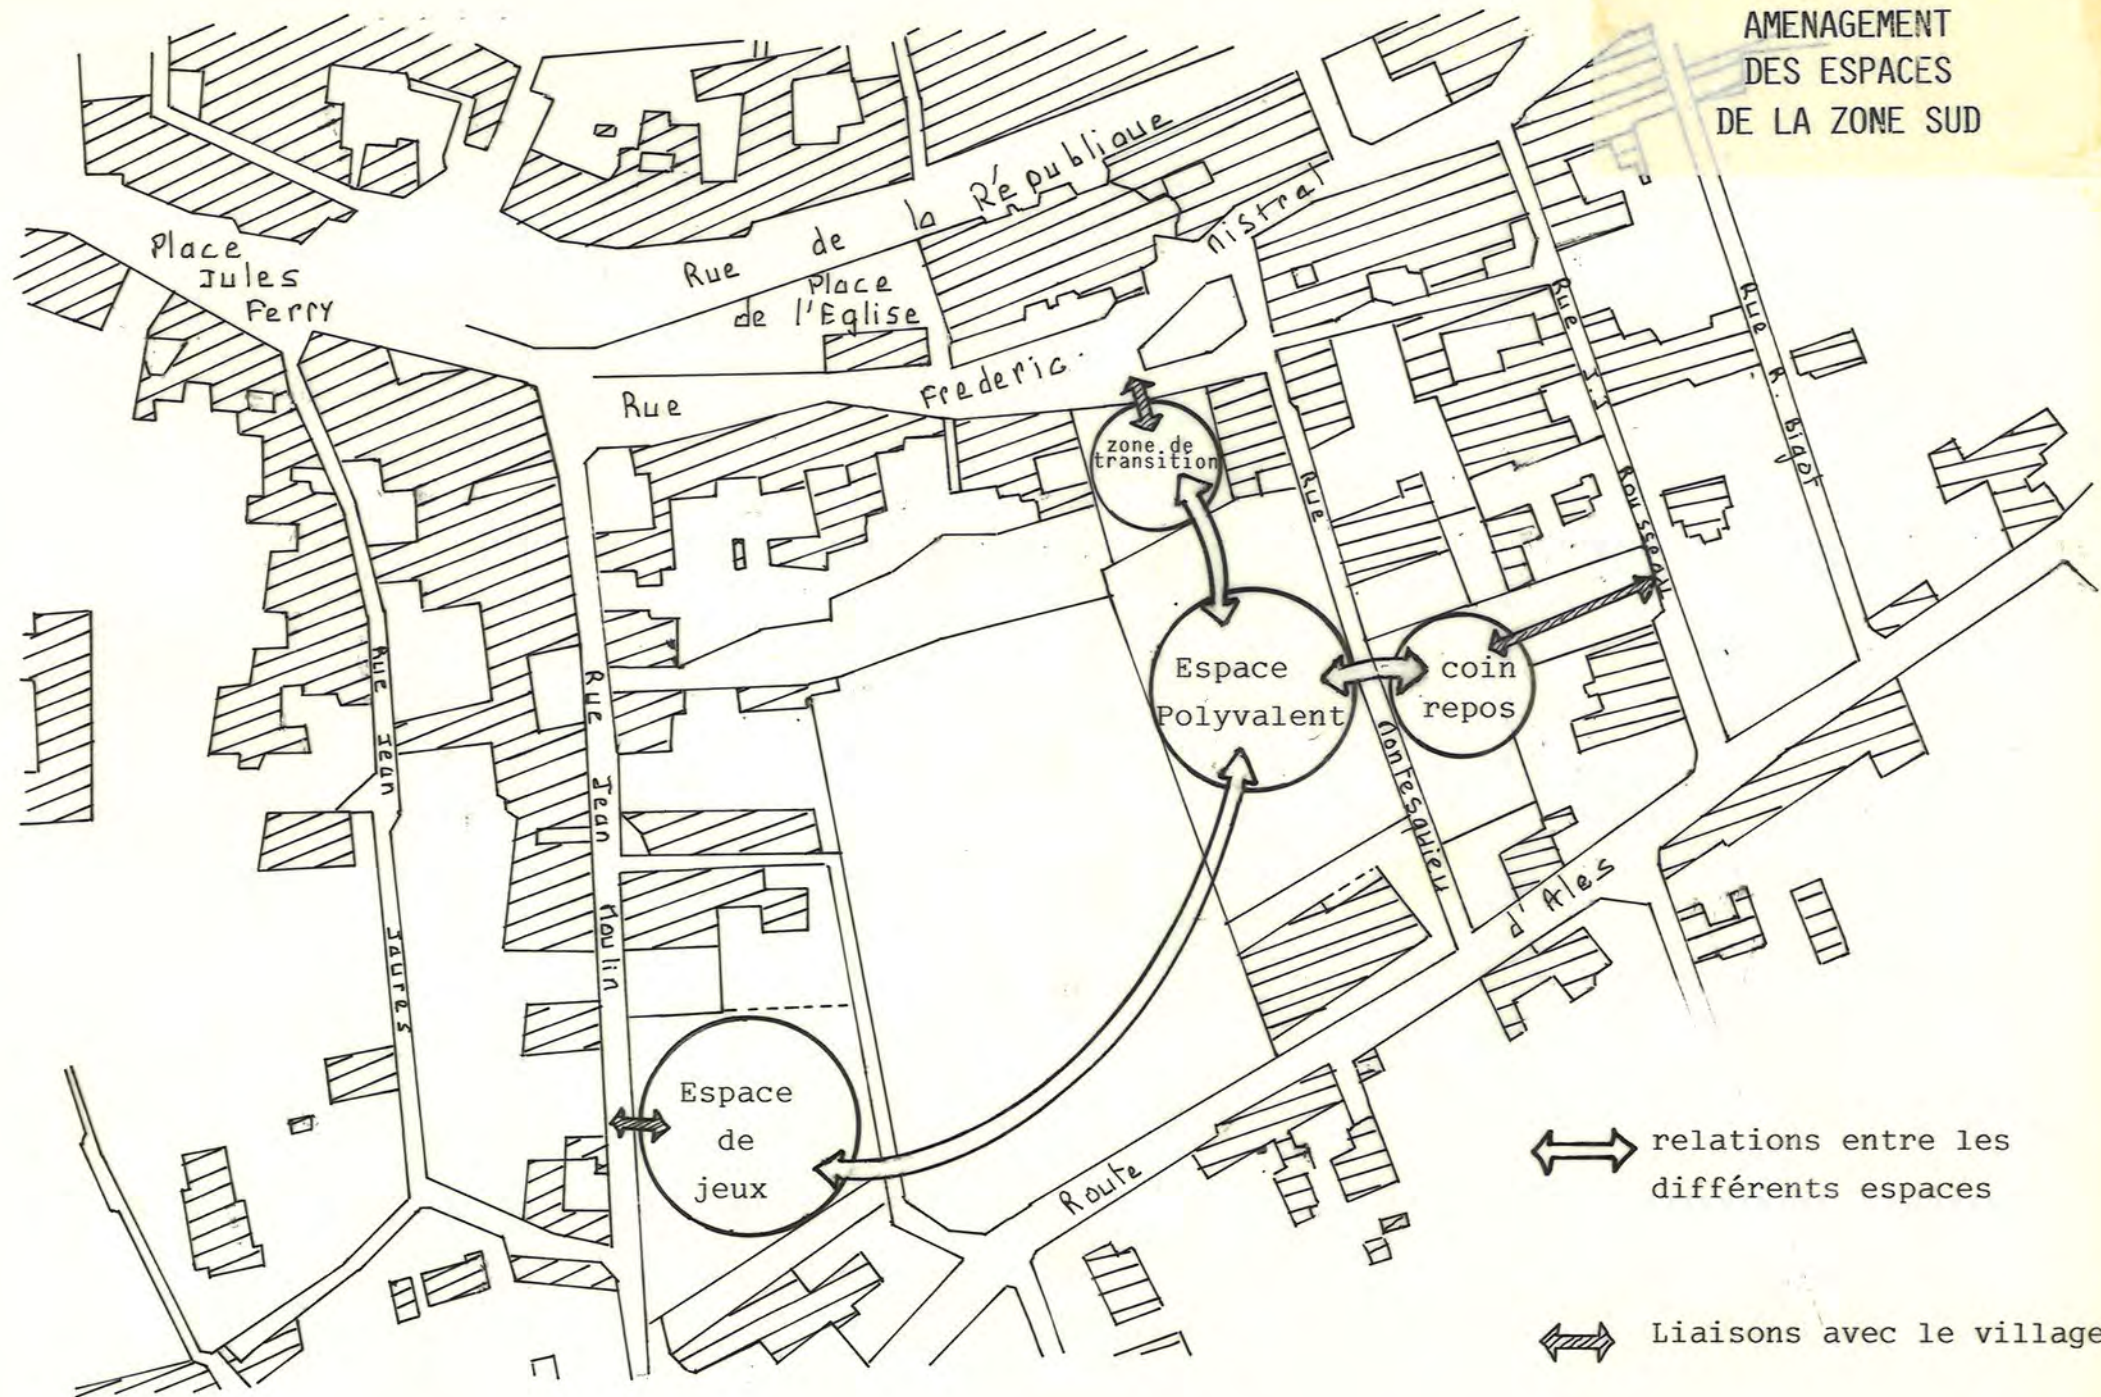 AMENAGEMENT
DES ESPACES
DE LA ZONE SUD
Place
Jules
Ferry
Rue de la République
Place
de l'Eglise
Rue Frederic Mistral
zone de
transition
Espace
Polyvalent
coin
repos
Espace
de
jeux
Rue Jean Jaures
Rue Jean Moulin
Rue Montesquieu
Rue J.J. Rousseau
Rue R. Bigot
Route d'Ales
relations entre les
différents espaces
Liaisons avec le village